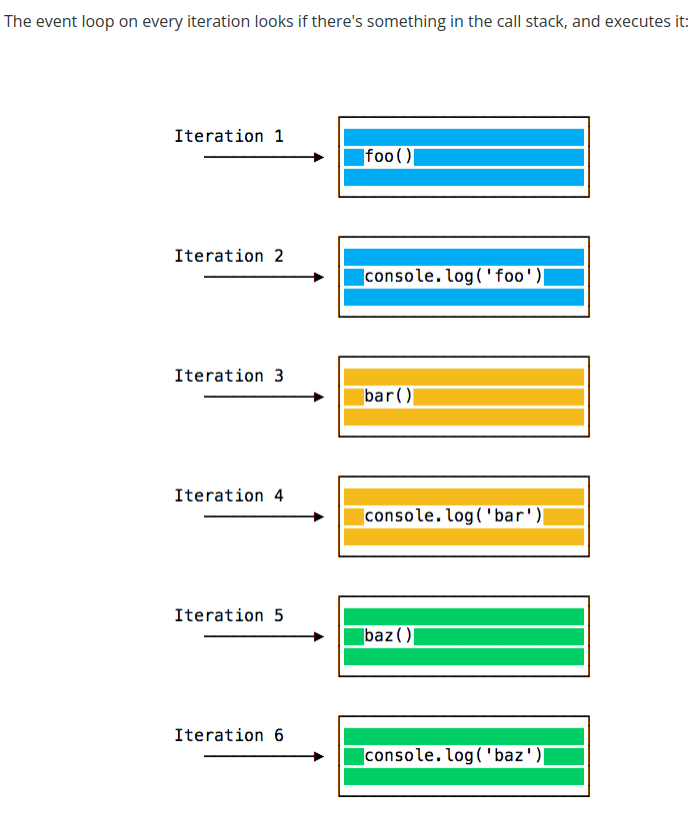 The event loop on every iteration looks if there's something in the call stack, and executes it:
Iteration 1
foo()
Iteration 2
console.log('foo')
Iteration 3
bar()
Iteration 4
console.log('bar')
Iteration 5
baz()
Iteration 6
console.log('baz')